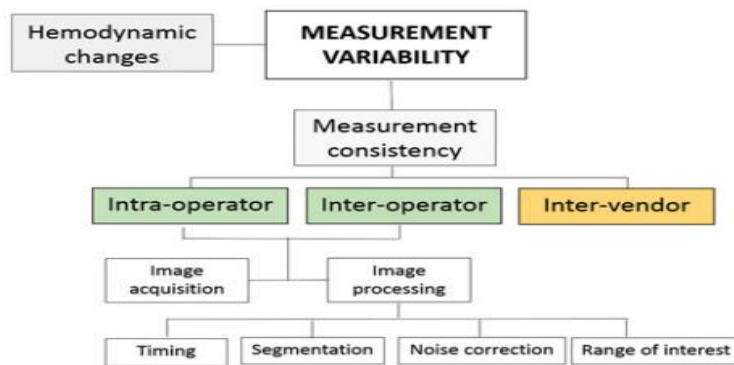 Hemodynamic
changes
MEASUREMENT
VARIABILITY
Measurement
consistency
Intra-operator
Inter-operator
Inter-vendor
Image
acquisition
Image
processing
Timing
Segmentation
Noise correction
Range of interest